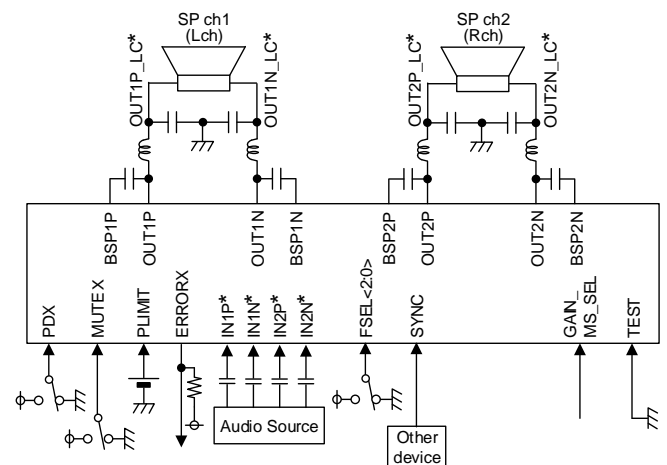 SP ch1
(Lch)
SP ch2
(Rch)
OUT1P_LC*
OUT1N_LC*
OUT2P_LC*
OUT2N_LC*
BSP1P
OUT1P
OUT1N
BSP1N
BSP2P
OUT2P
OUT2N
BSP2N
PDX
MUTEX
PLIMIT
ERRORX
IN1P*
IN1N*
IN2P*
IN2N*
FSEL<2:0>
SYNC
GAIN_
MS_SEL
TEST
Audio Source
Other
device